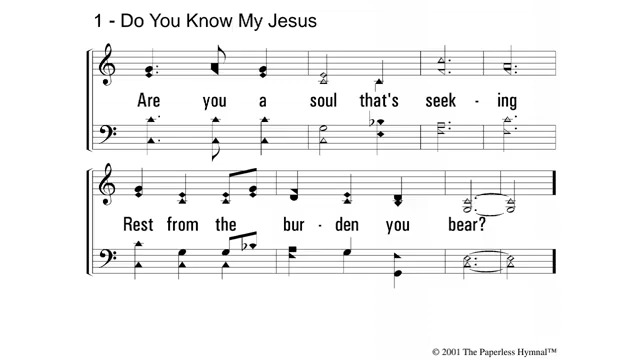 1 - Do You Know My Jesus
Are you a soul that's seek - ing
Rest from the bur - den you bear?
© 2001 The Paperless Hymnal™